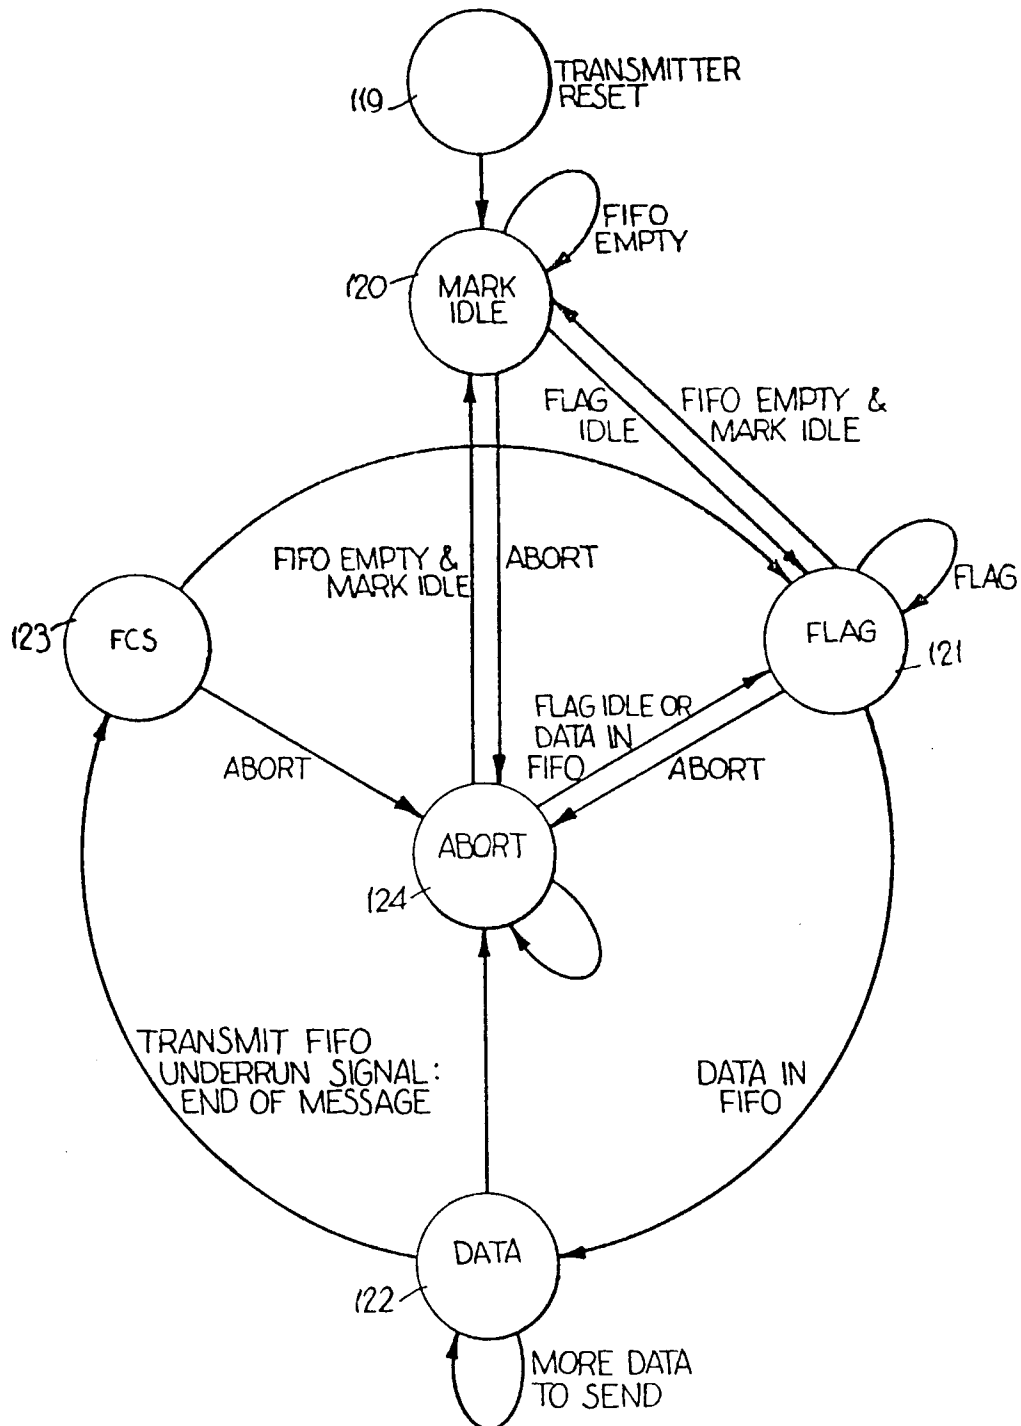 TRANSMITTER
RESET
119
FIFO
EMPTY
120
MARK
IDLE
FLAG
IDLE
FIFO EMPTY &
MARK IDLE
FIFO EMPTY &
MARK IDLE
ABORT
FLAG
123
FCS
FLAG
121
FLAG IDLE OR
DATA IN
FIFO
ABORT
ABORT
ABORT
124
TRANSMIT FIFO
UNDERRUN SIGNAL:
END OF MESSAGE
DATA IN
FIFO
DATA
122
MORE DATA
TO SEND